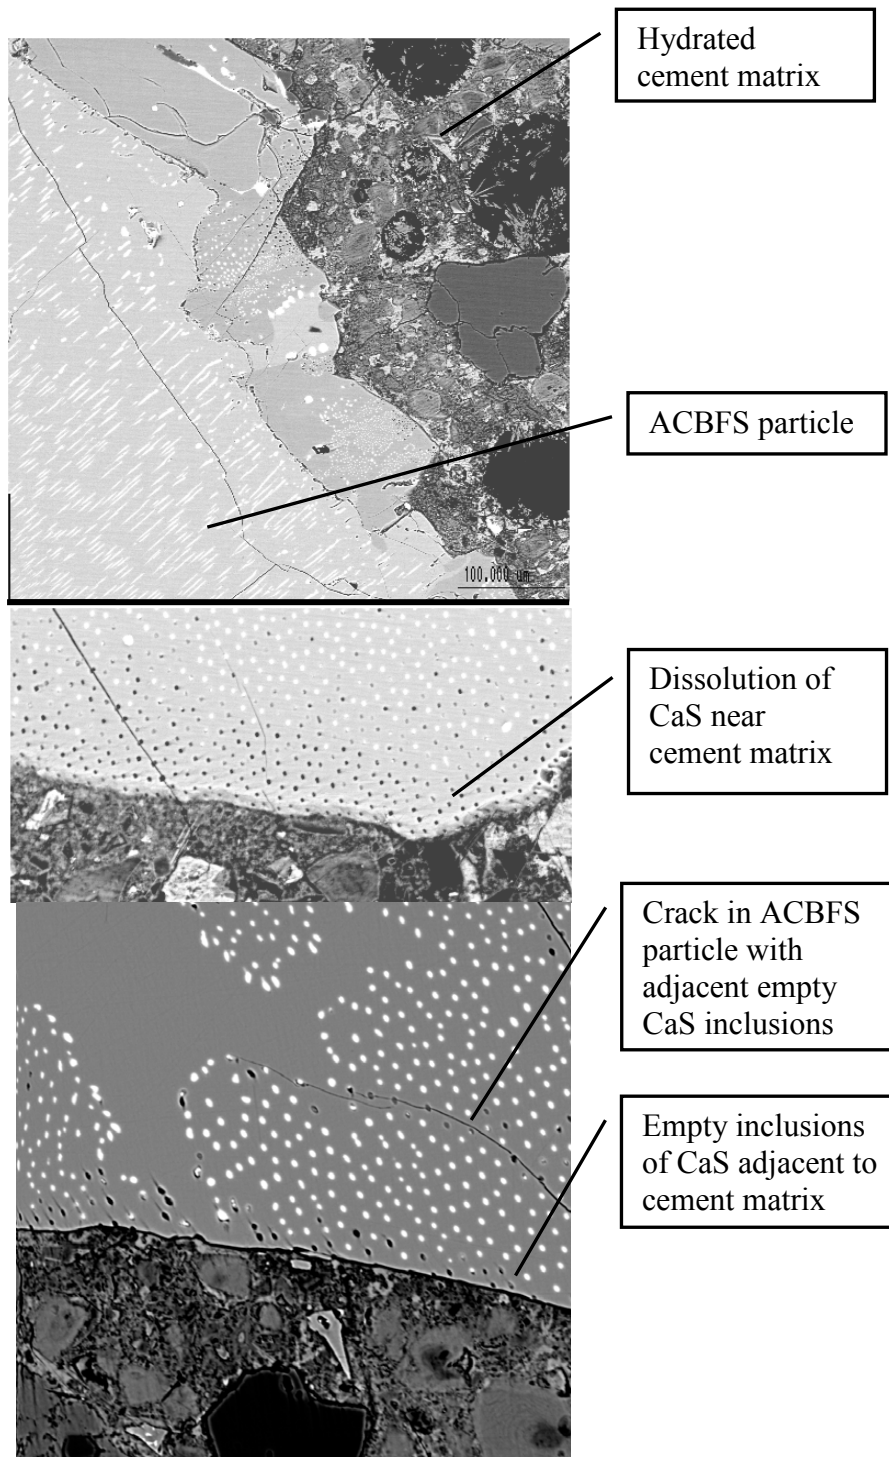 Hydrated
cement matrix
ACBFS particle
100.000 um
Dissolution of
CaS near
cement matrix
Crack in ACBFS
particle with
adjacent empty
CaS inclusions
Empty inclusions
of CaS adjacent to
cement matrix